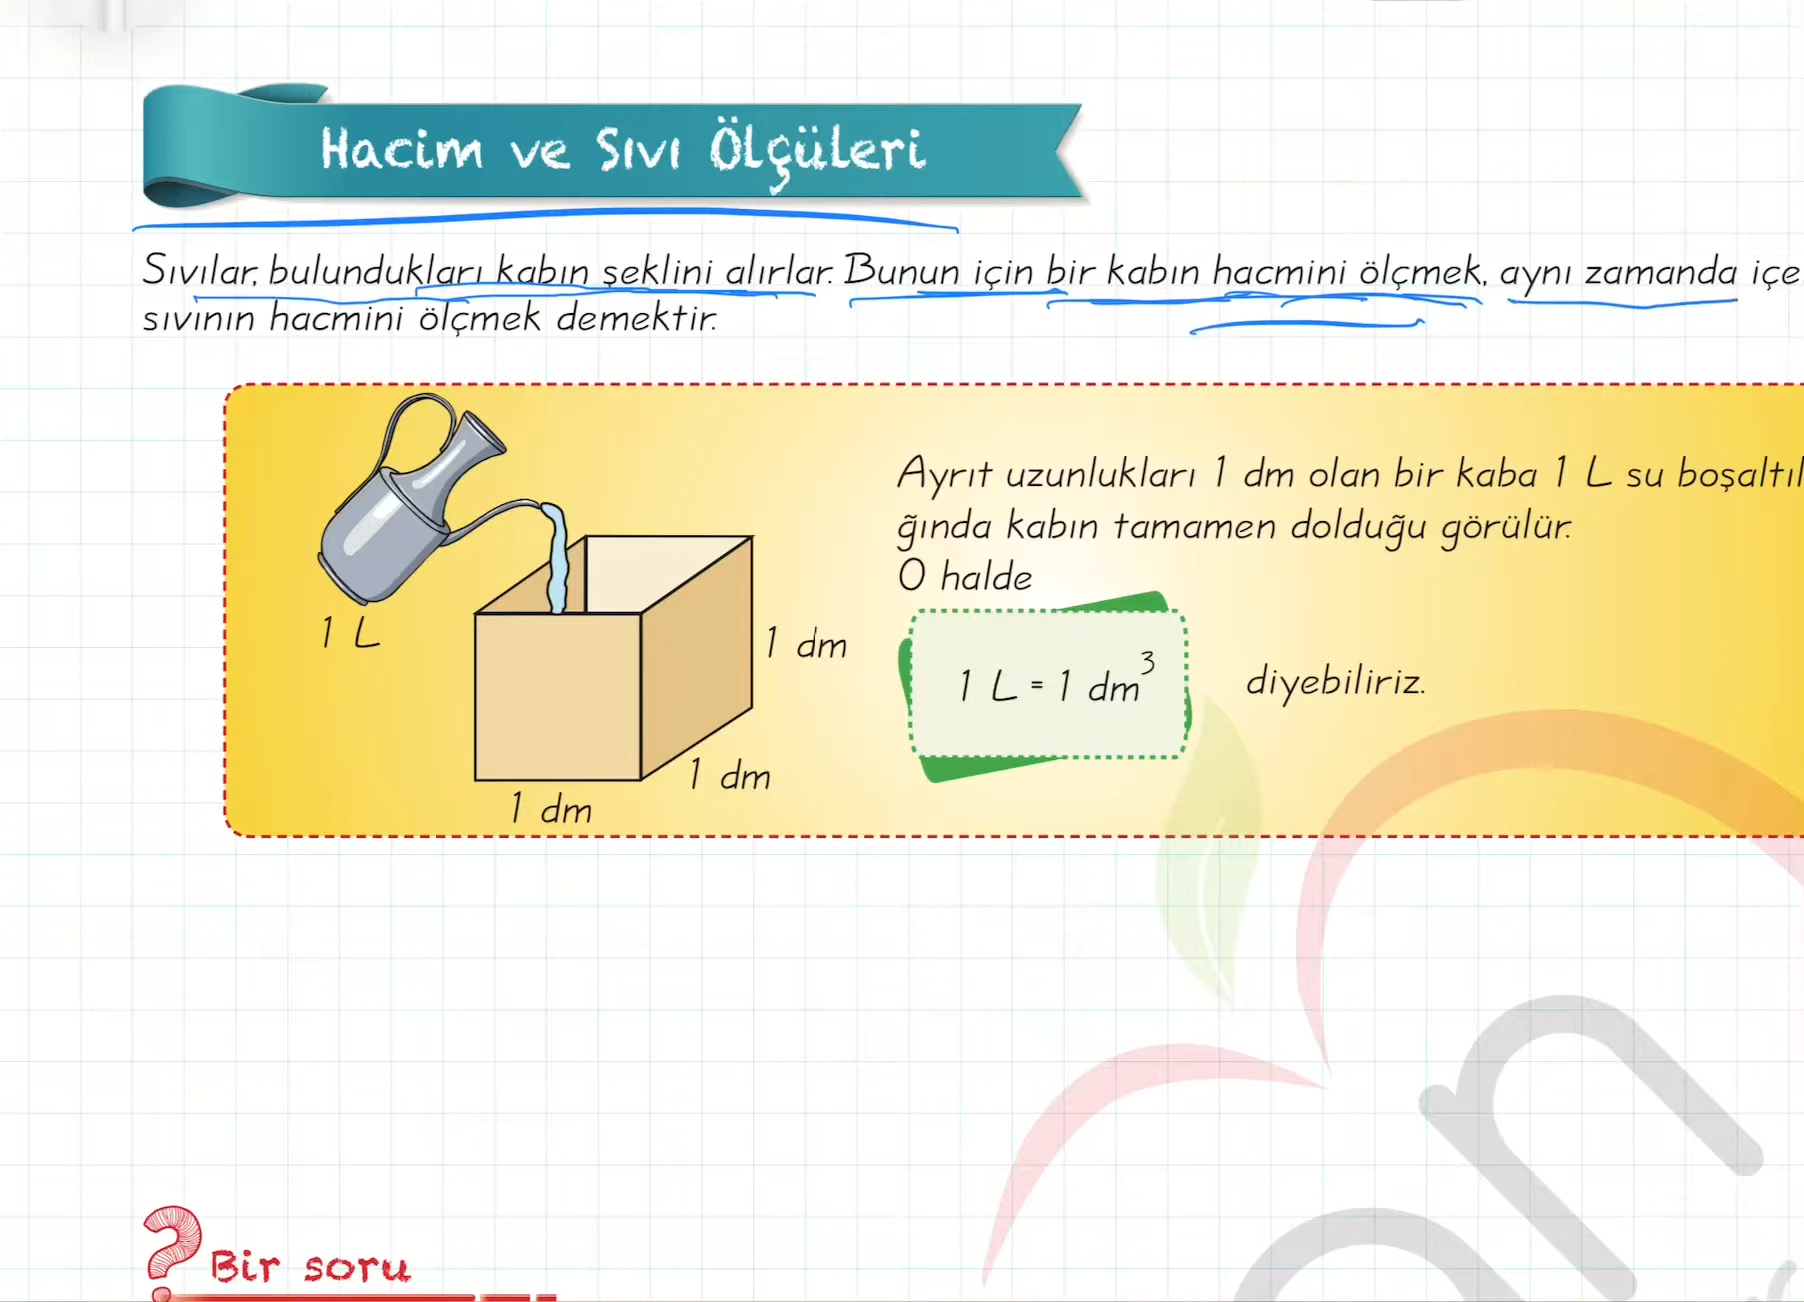 Hacim ve Sıvı Ölçüleri
Sıvılar, bulundukları kabın şeklini alırlar. Bunun için bir kabın hacmini ölçmek, aynı zamanda içe
sıvının hacmini ölçmek demektir.
Ayrıt uzunlukları 1 dm olan bir kaba 1 L su boşaltıl
ğında kabın tamamen dolduğu görülür.
O halde
1 L
1 dm
1 L = 1 dm³ diyebiliriz.
1 dm
1 dm
Bir soru